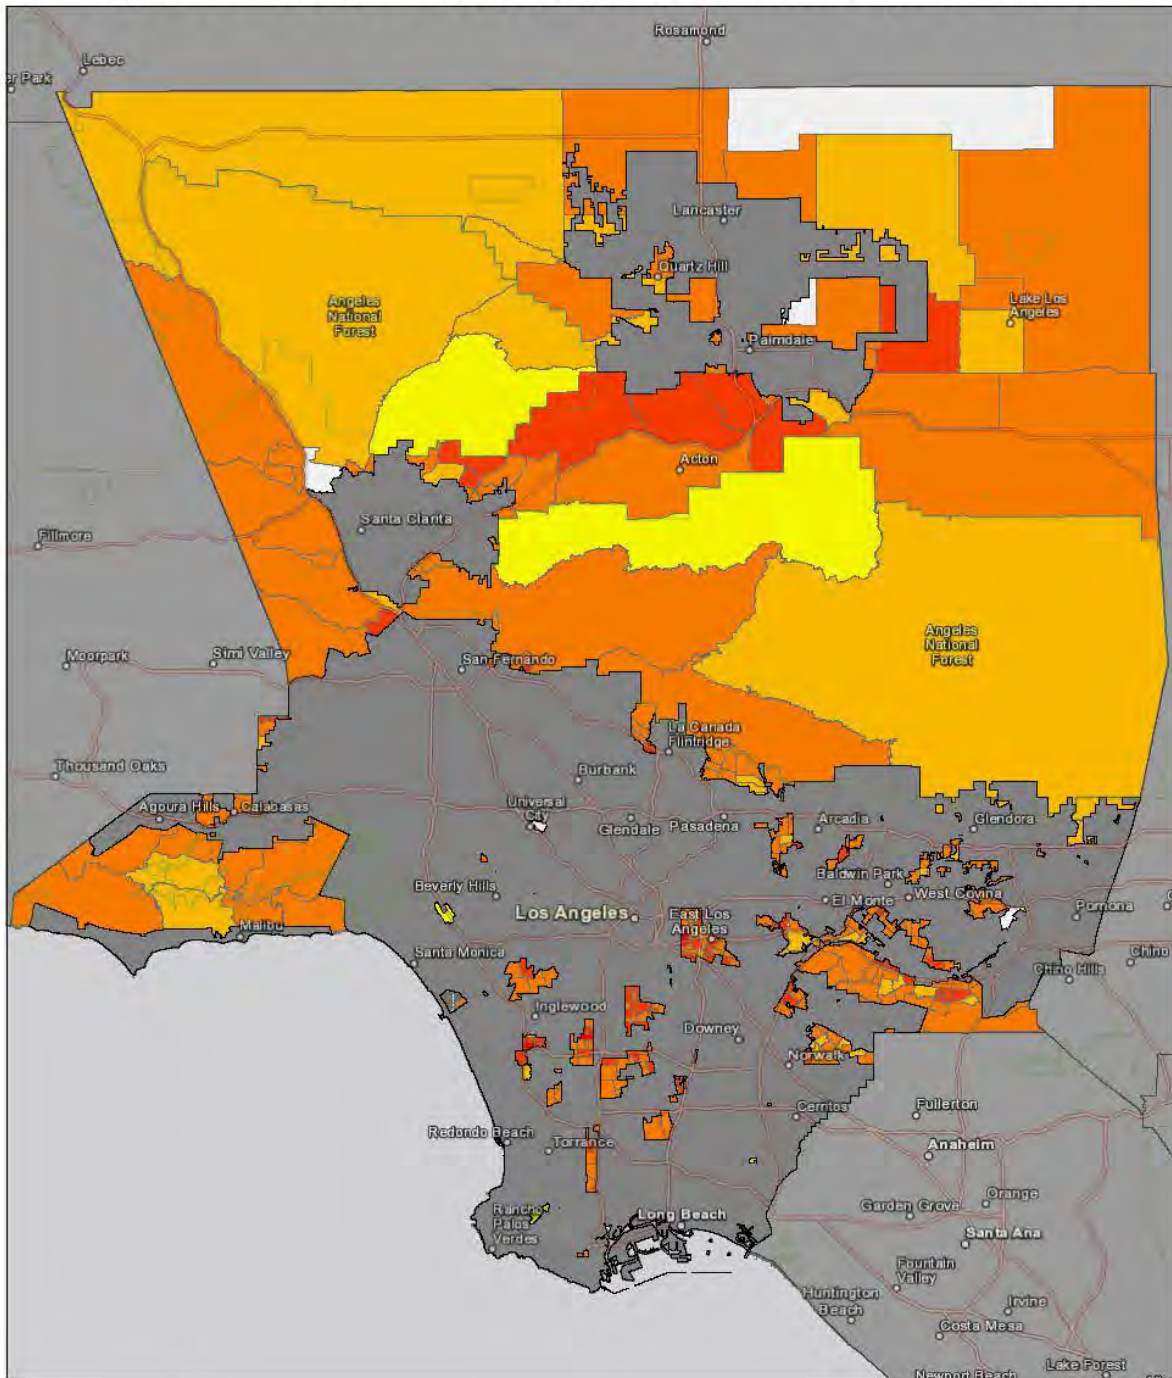 Rosamond
Lebec
er Park
Lancaster
Quartz Hill
Angeles
National
Forest
Lake Los
Angeles
Palmdale
Acton
Santa Clarita
Fillmore
Angeles
National
Forest
Moorpark
Simi Valley
San Fernando
La Canada
Flintridge
Thousand Oaks
Burbank
Agoura Hills
Calabasas
Universal
City
Glendale
Pasadena
Arcadia
Glendora
Baldwin Park
Beverly Hills
El Monte
West Covina
Los Angeles
East Los
Angeles
Pomona
Malibu
Santa Monica
Chino
Chino Hills
Inglewood
Downey
Norwalk
Cerritos
Fullerton
Redondo Beach
Torrance
Anaheim
Rancho
Palos
Verdes
Long Beach
Garden Grove
Orange
Santa Ana
Fountain
Valley
Huntington
Beach
Irvine
Costa Mesa
Newport Beach
Lake Forest